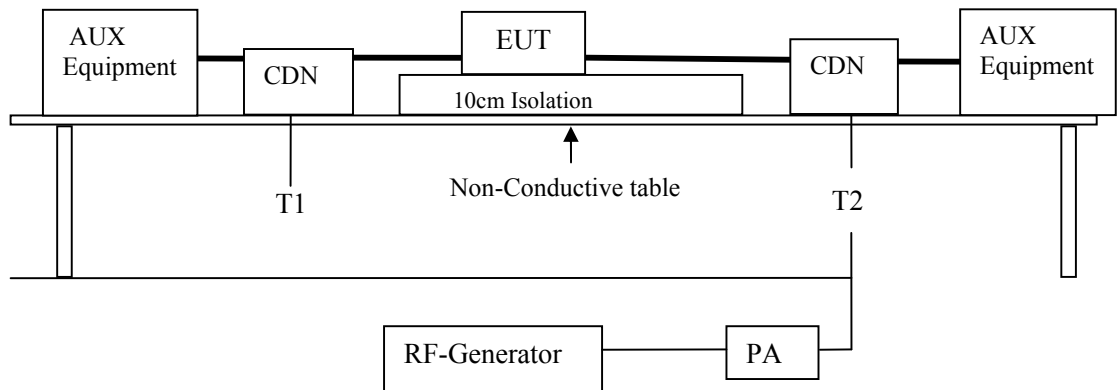 AUX
Equipment
CDN
EUT
10cm Isolation
CDN
AUX
Equipment
T1
Non-Conductive table
T2
RF-Generator
PA